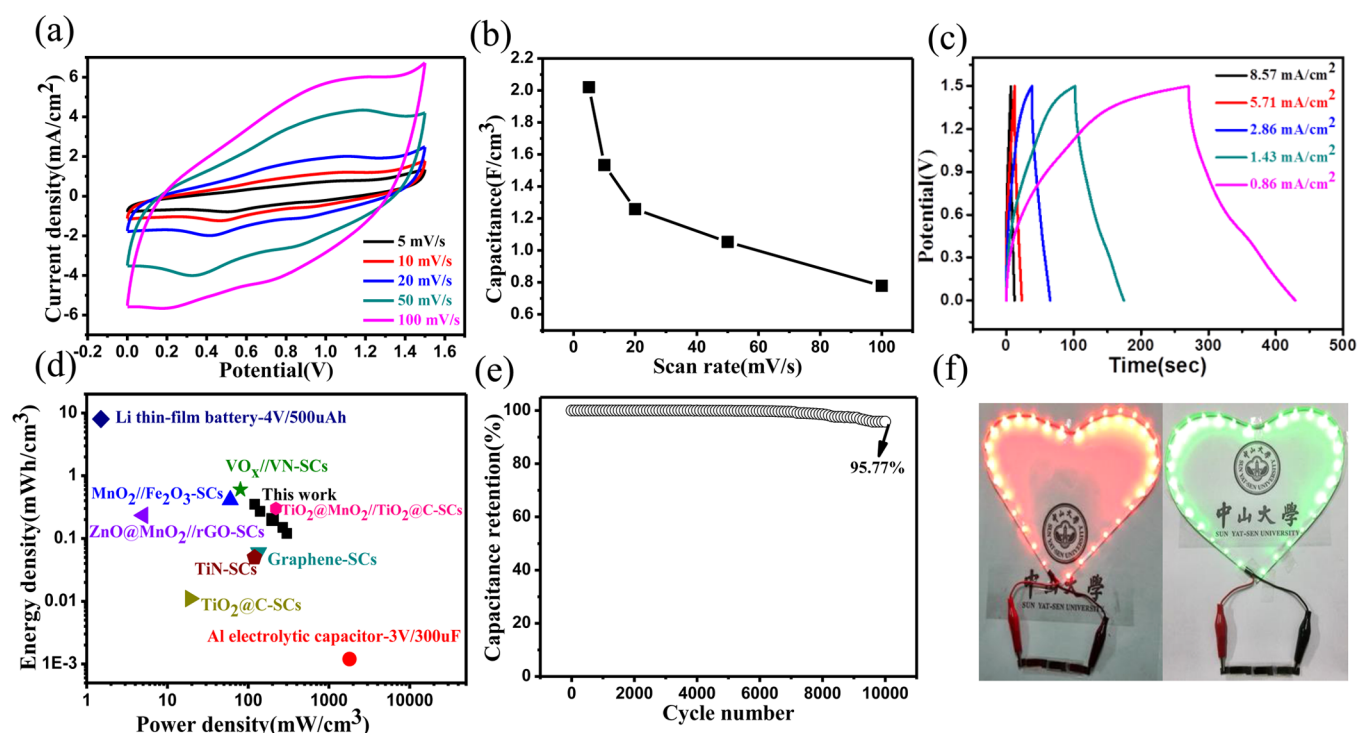 (a)
Current density(mA/cm²)
6
4
2
0
-2
-4
-6
-0.2 0.0 0.2 0.4 0.6 0.8 1.0 1.2 1.4 1.6
Potential(V)
5 mV/s
10 mV/s
20 mV/s
50 mV/s
100 mV/s
(b)
Capacitance(F/cm³)
2.2
2.0
1.8
1.6
1.4
1.2
1.0
0.8
0.6
0 20 40 60 80 100
Scan rate(mV/s)
(c)
Potential(V)
1.8
1.5
1.2
0.9
0.6
0.3
0.0
0 100 200 300 400 500
Time(sec)
8.57 mA/cm²
5.71 mA/cm²
2.86 mA/cm²
1.43 mA/cm²
0.86 mA/cm²
(d)
Energy density(mWh/cm³)
10
1
0.1
0.01
1E-3
1 10 100 1000 10000
Power density(mW/cm³)
Li thin-film battery-4V/500uAh
VOₓ//VN-SCs
MnO₂//Fe₂O₃-SCs
This work
TiO₂@MnO₂//TiO₂@C-SCs
ZnO@MnO₂//rGO-SCs
Graphene-SCs
TiN-SCs
TiO₂@C-SCs
Al electrolytic capacitor-3V/300uF
(e)
Capacitance retention(%)
100
80
60
40
20
0
0 2000 4000 6000 8000 10000
Cycle number
95.77%
(f)
中山大學
SUN YAT-SEN UNIVERSITY
中山大學
SUN YAT-SEN UNIVERSITY